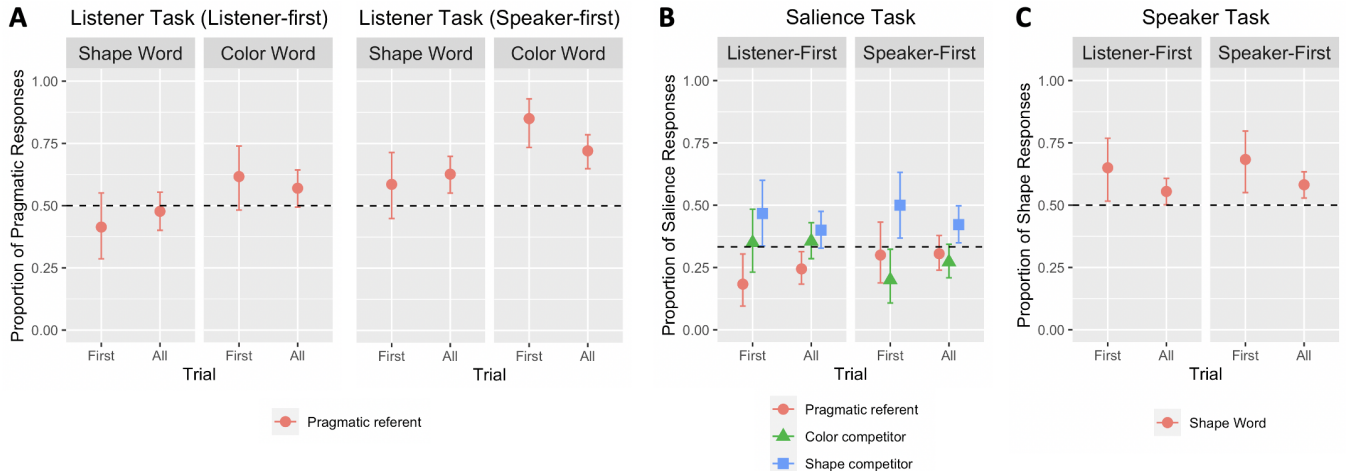 A
Listener Task (Listener-first)
Listener Task (Speaker-first)
Shape Word
Color Word
Shape Word
Color Word
Proportion of Pragmatic Responses
1.00
0.75
0.50
0.25
0.00
First
All
First
All
First
All
First
All
Trial
Trial
Pragmatic referent
B
Salience Task
Listener-First
Speaker-First
Proportion of Salience Responses
1.00
0.75
0.50
0.25
0.00
First
All
First
All
Trial
Pragmatic referent
Color competitor
Shape competitor
C
Speaker Task
Listener-First
Speaker-First
Proportion of Shape Responses
1.00
0.75
0.50
0.25
0.00
First
All
First
All
Trial
Shape Word